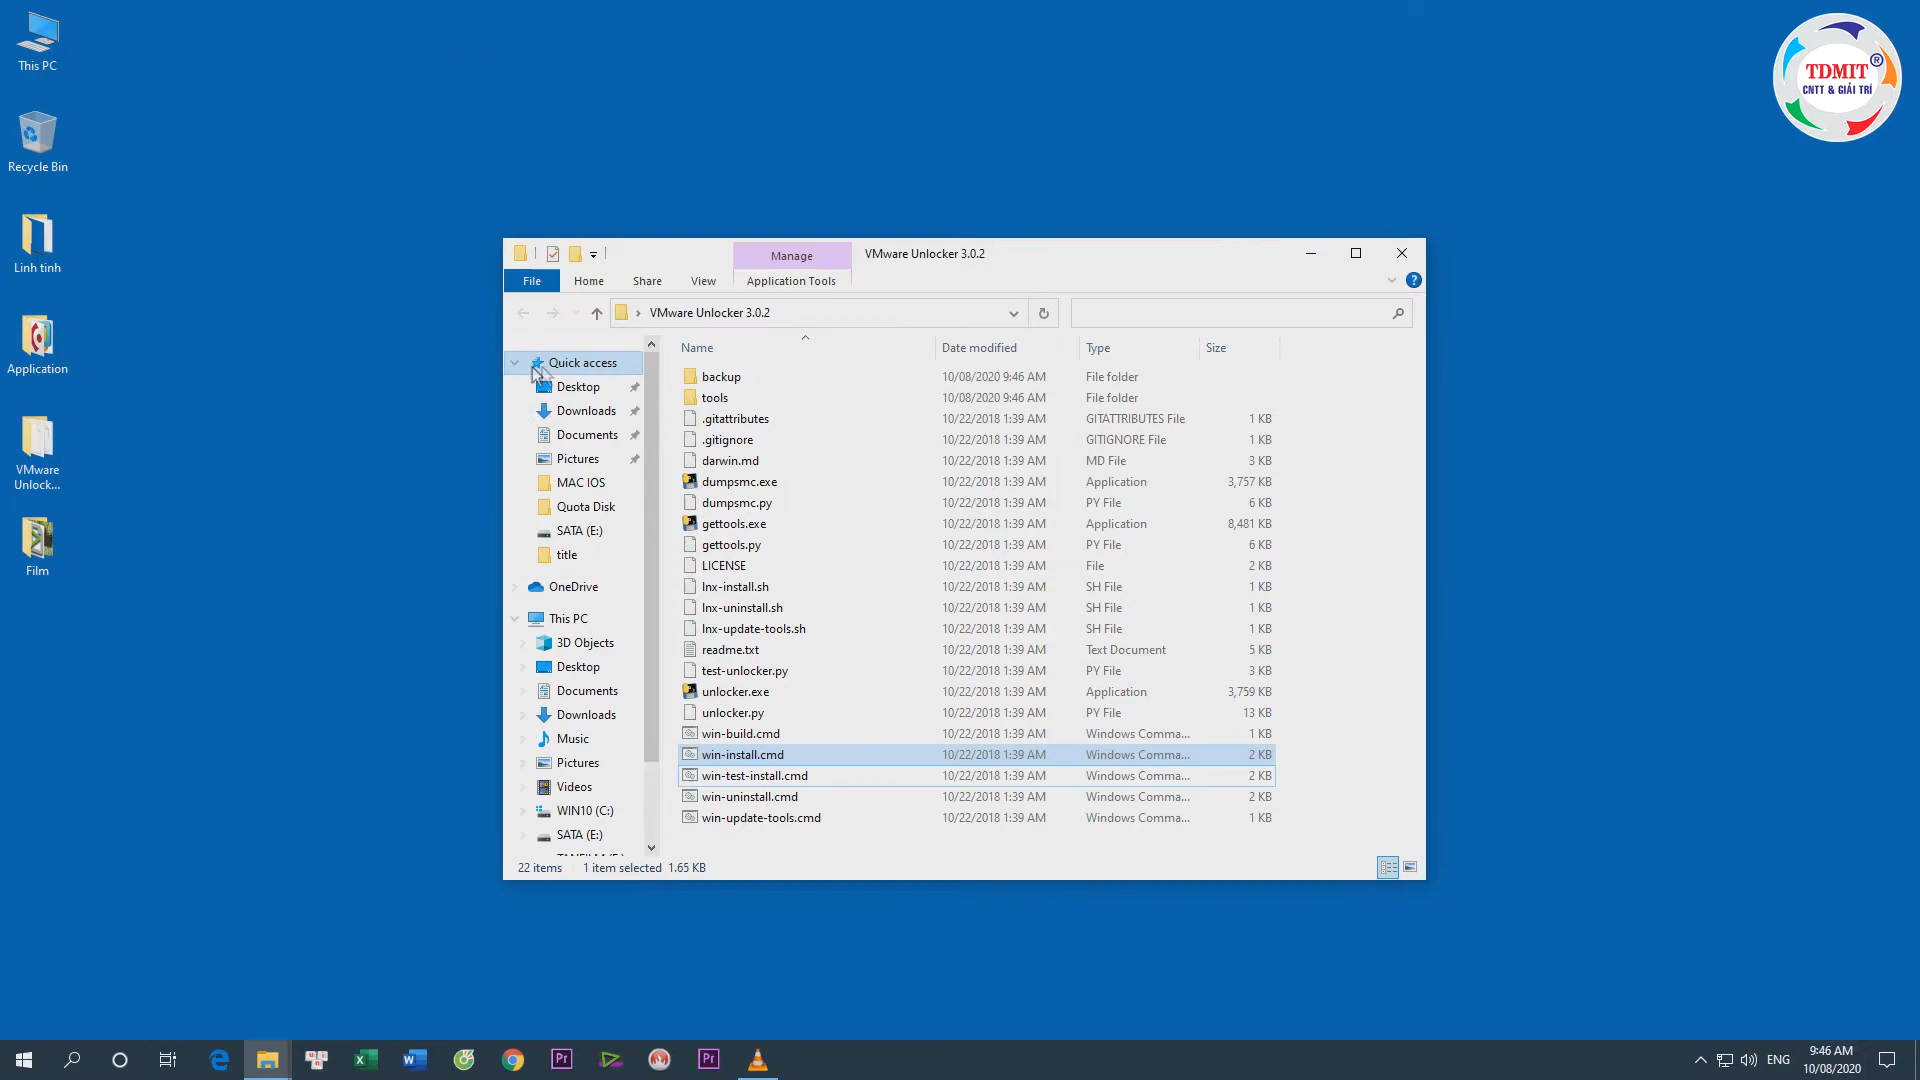 This PC
Recycle Bin
Linh tinh
Application
VMware
Unlock...
Film
TDMIT ®
CNTT & GIẢI TRÍ
Manage
VMware Unlocker 3.0.2
File
Home
Share
View
Application Tools
VMware Unlocker 3.0.2
Quick access
Desktop
Downloads
Documents
Pictures
MAC IOS
Quota Disk
SATA (E:)
title
OneDrive
This PC
3D Objects
Desktop
Documents
Downloads
Music
Pictures
Videos
WIN10 (C:)
SATA (E:)
Name Date modified Type Size
backup 10/08/2020 9:46 AM File folder
tools 10/08/2020 9:46 AM File folder
.gitattributes 10/22/2018 1:39 AM GITATTRIBUTES File 1 KB
.gitignore 10/22/2018 1:39 AM GITIGNORE File 1 KB
darwin.md 10/22/2018 1:39 AM MD File 3 KB
dumpsmc.exe 10/22/2018 1:39 AM Application 3,757 KB
dumpsmc.py 10/22/2018 1:39 AM PY File 6 KB
gettools.exe 10/22/2018 1:39 AM Application 8,481 KB
gettools.py 10/22/2018 1:39 AM PY File 6 KB
LICENSE 10/22/2018 1:39 AM File 2 KB
lnx-install.sh 10/22/2018 1:39 AM SH File 1 KB
lnx-uninstall.sh 10/22/2018 1:39 AM SH File 1 KB
lnx-update-tools.sh 10/22/2018 1:39 AM SH File 1 KB
readme.txt 10/22/2018 1:39 AM Text Document 5 KB
test-unlocker.py 10/22/2018 1:39 AM PY File 3 KB
unlocker.exe 10/22/2018 1:39 AM Application 3,759 KB
unlocker.py 10/22/2018 1:39 AM PY File 13 KB
win-build.cmd 10/22/2018 1:39 AM Windows Comma... 1 KB
win-install.cmd 10/22/2018 1:39 AM Windows Comma... 2 KB
win-test-install.cmd 10/22/2018 1:39 AM Windows Comma... 2 KB
win-uninstall.cmd 10/22/2018 1:39 AM Windows Comma... 2 KB
win-update-tools.cmd 10/22/2018 1:39 AM Windows Comma... 1 KB
22 items 1 item selected 1.65 KB
Pr
Pr
ENG
9:46 AM
10/08/2020